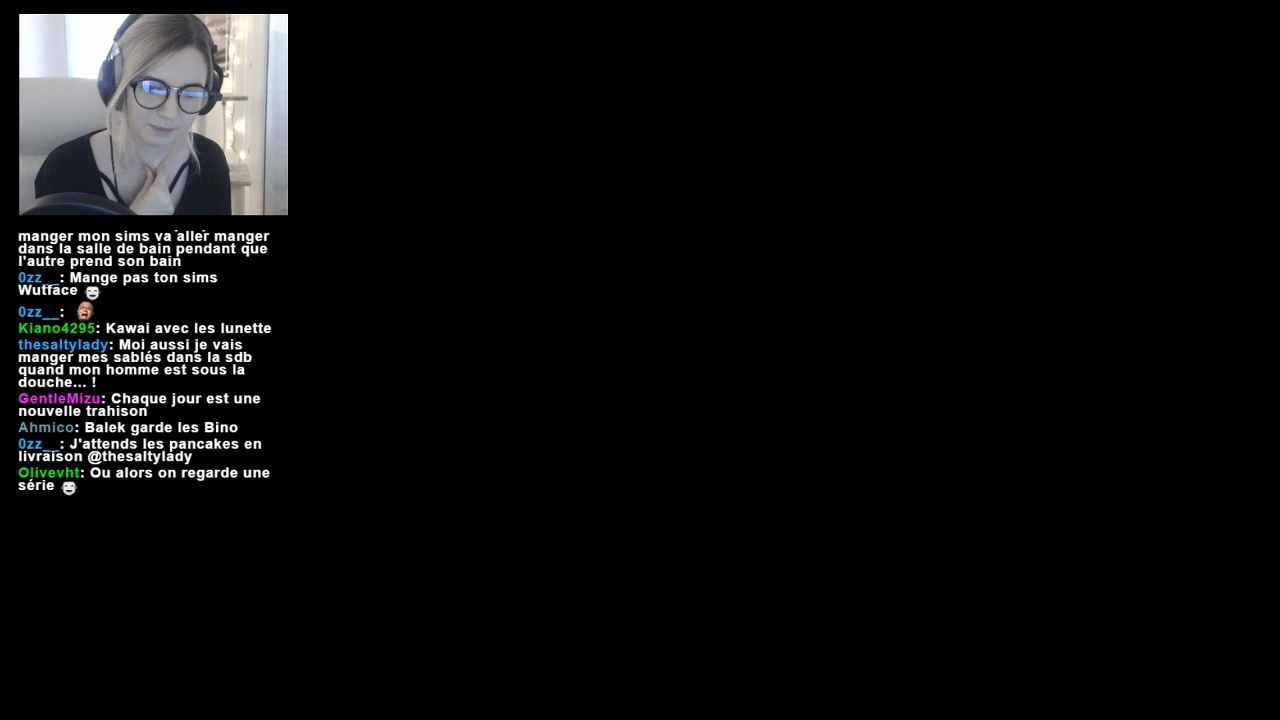 manger mon sims va aller manger
dans la salle de bain pendant que
l'autre prend son bain
0zz__: Mange pas ton sims
Wutface
0zz__:
Kiano4295: Kawai avec les lunette
thesaltylady: Moi aussi je vais
manger mes sablés dans la sdb
quand mon homme est sous la
douche... !
GentleMizu: Chaque jour est une
nouvelle trahison
Ahmico: Balek garde les Bino
0zz__: J'attends les pancakes en
livraison @thesaltylady
Olivevht: Ou alors on regarde une
série